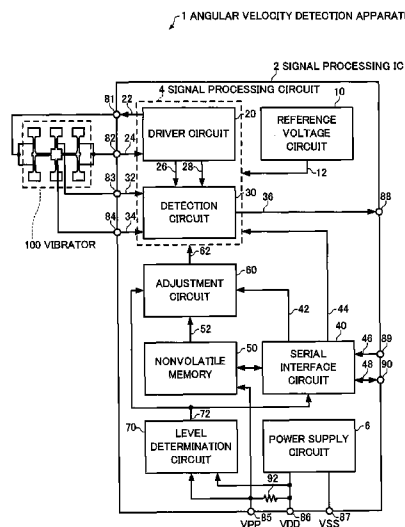 1 ANGULAR VELOCITY DETECTION APPARAT
2 SIGNAL PROCESSING IC
4 SIGNAL PROCESSING CIRCUIT
81
22
20
DRIVER CIRCUIT
10
REFERENCE VOLTAGE CIRCUIT
82
24
26
28
12
83
32
30
DETECTION CIRCUIT
36
88
100 VIBRATOR
84
34
62
60
ADJUSTMENT CIRCUIT
42
44
52
40
SERIAL INTERFACE CIRCUIT
46
89
50
NONVOLATILE MEMORY
48
90
72
70
LEVEL DETERMINATION CIRCUIT
6
POWER SUPPLY CIRCUIT
92
85
86
87
VPP
VDD
VSS